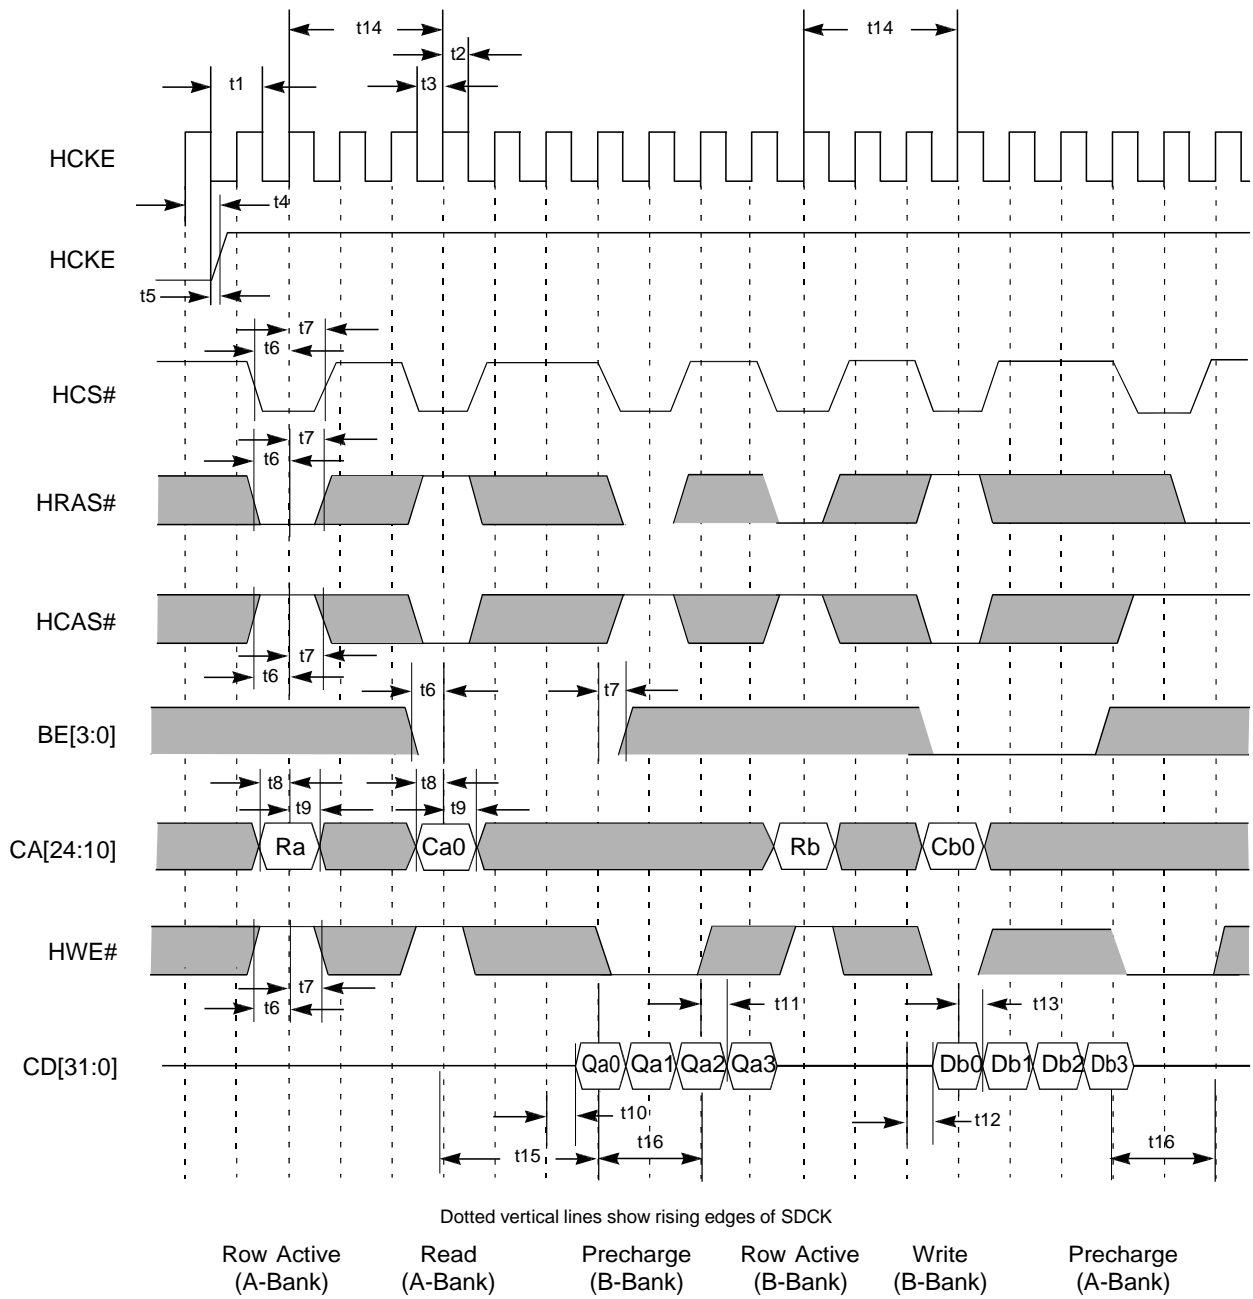 t14
t14
t2
t1
t3
HCKE
t4
HCKE
t5
t7
t6
HCS#
t7
t6
HRAS#
HCAS#
t7
t6
t6
t7
BE[3:0]
t8
t8
t9
t9
CA[24:10]
Ra
Ca0
Rb
Cb0
HWE#
t7
t6
t11
t13
CD[31:0]
Qa0
Qa1
Qa2
Qa3
Db0
Db1
Db2
Db3
t10
t12
t15
t16
t16
Dotted vertical lines show rising edges of SDCK
Row Active
(A-Bank)
Read
(A-Bank)
Precharge
(B-Bank)
Row Active
(B-Bank)
Write
(B-Bank)
Precharge
(A-Bank)